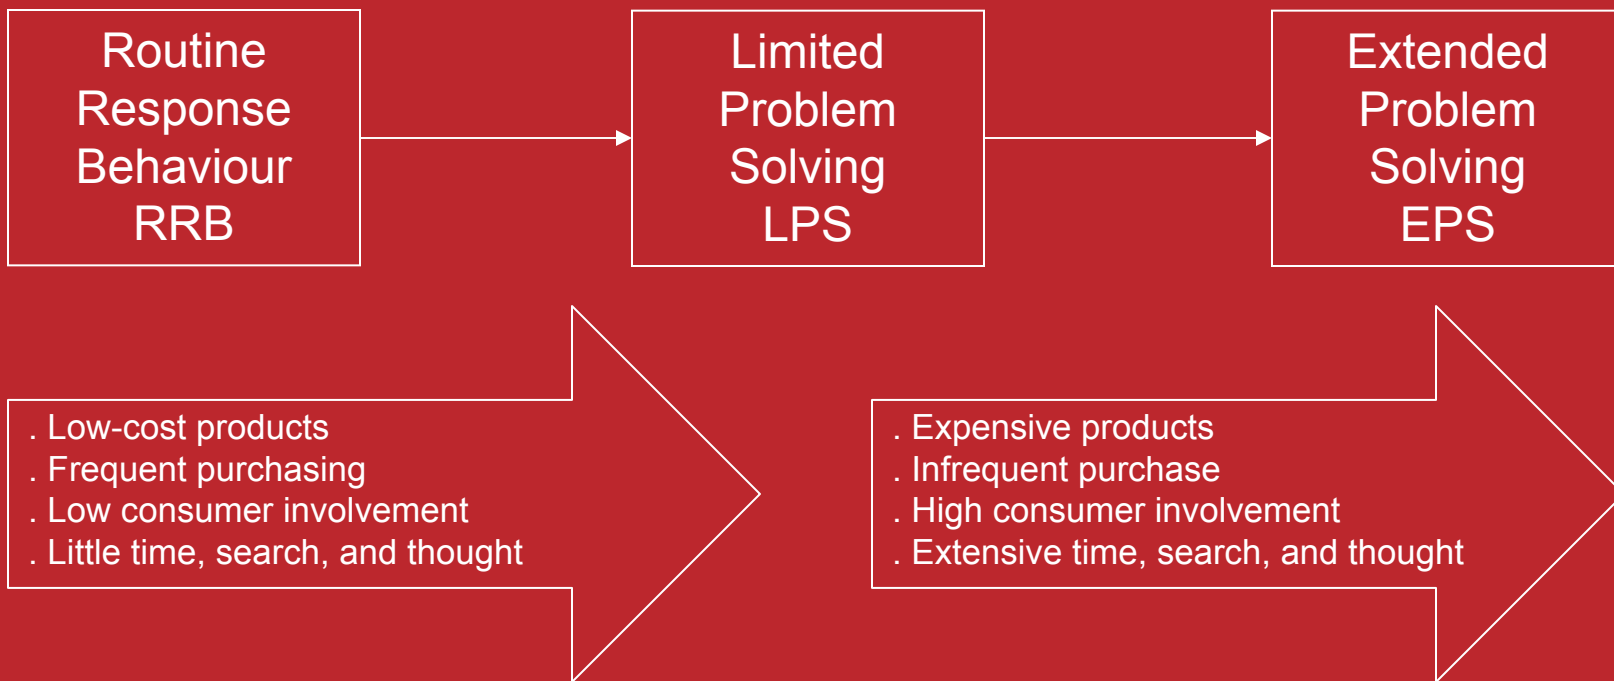 Routine
Response
Behaviour
RRB
Limited
Problem
Solving
LPS
Extended
Problem
Solving
EPS
. Low-cost products
. Frequent purchasing
. Low consumer involvement
. Little time, search, and thought
. Expensive products
. Infrequent purchase
. High consumer involvement
. Extensive time, search, and thought